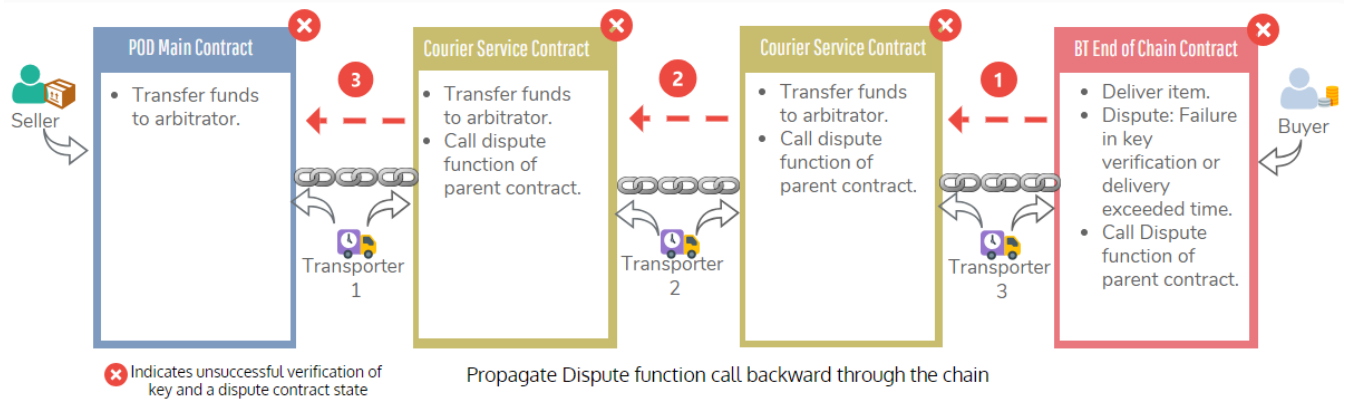 POD Main Contract
Courier Service Contract
Courier Service Contract
BT End of Chain Contract
Seller
• Transfer funds
to arbitrator.
3
• Transfer funds
to arbitrator.
• Call dispute
function of
parent contract.
2
• Transfer funds
to arbitrator.
• Call dispute
function of
parent contract.
1
• Deliver item.
• Dispute: Failure
in key
verification or
delivery
exceeded time.
• Call Dispute
function of
parent contract.
Buyer
Transporter
1
Transporter
2
Transporter
3
Indicates unsuccessful verification of
key and a dispute contract state
Propagate Dispute function call backward through the chain